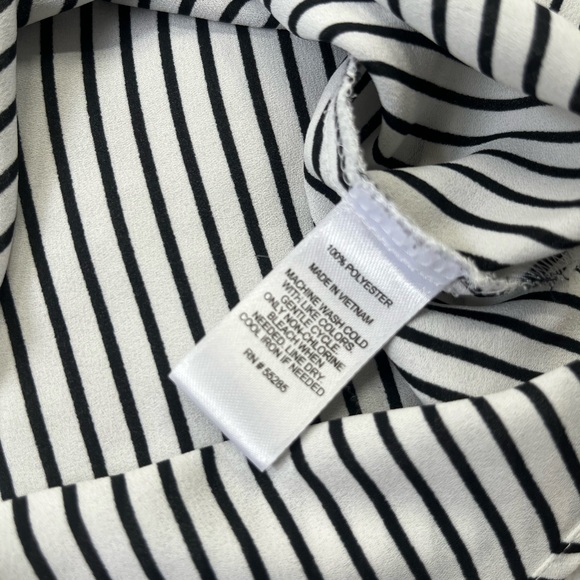 100% POLYESTER
MADE IN VIETNAM
MACHINE WASH COLD
WITH LIKE COLORS.
GENTLE CYCLE
ONLY NON-CHLORINE
BLEACH WHEN
NEEDED. LINE DRY.
COOL IRON IF NEEDED
RN # 55285